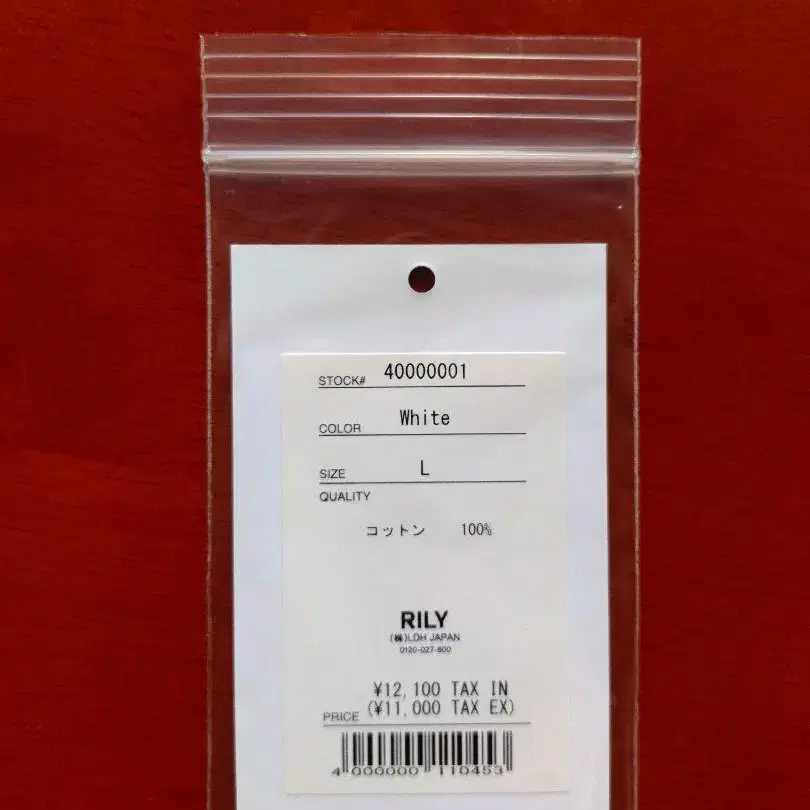 STOCK# 40000001
COLOR White
SIZE L
QUALITY
コットン 100%
RILY
(株)LDH JAPAN
0120-027-600
¥12,100 TAX IN
PRICE (¥11,000 TAX EX)
4 000000 110453